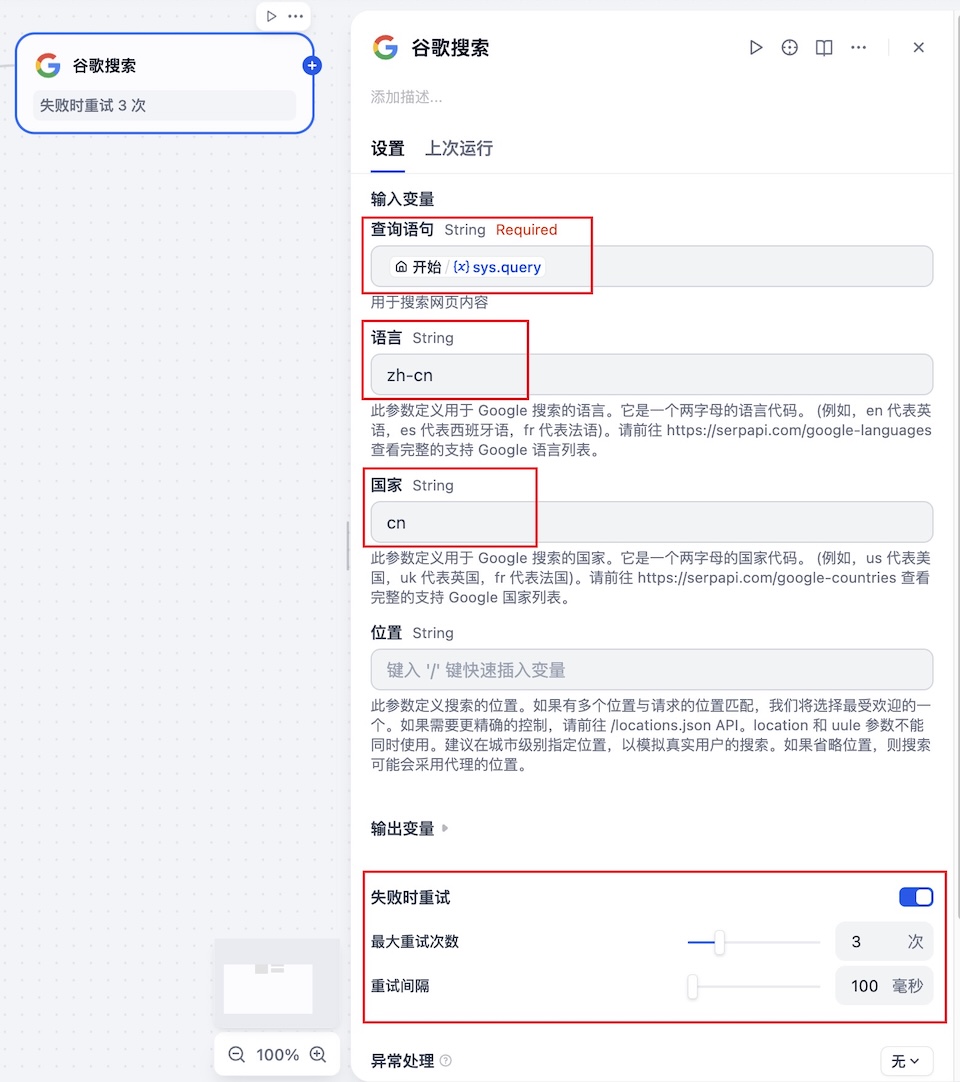 谷歌搜索
失败时重试 3 次
谷歌搜索
添加描述...
设置 上次运行
输入变量
查询语句 String Required
开始 / {x} sys.query
用于搜索网页内容
语言 String
zh-cn
此参数定义用于 Google 搜索的语言。它是一个两字母的语言代码。 (例如，en 代表英
语，es 代表西班牙语，fr 代表法语)。请前往 https://serpapi.com/google-languages
查看完整的支持 Google 语言列表。
国家 String
cn
此参数定义用于 Google 搜索的国家。它是一个两字母的国家代码。 (例如，us 代表美
国，uk 代表英国，fr 代表法国)。请前往 https://serpapi.com/google-countries 查看
完整的支持 Google 国家列表。
位置 String
键入 '/' 键快速插入变量
此参数定义搜索的位置。如果有多个位置与请求的位置匹配，我们将选择最受欢迎的一
个。如果需要更精确的控制，请前往 /locations.json API。location 和 uule 参数不能
同时使用。建议在城市级别指定位置，以模拟真实用户的搜索。如果省略位置，则搜索
可能会采用代理的位置。
输出变量
失败时重试
最大重试次数 3 次
重试间隔 100 毫秒
100%
异常处理 无